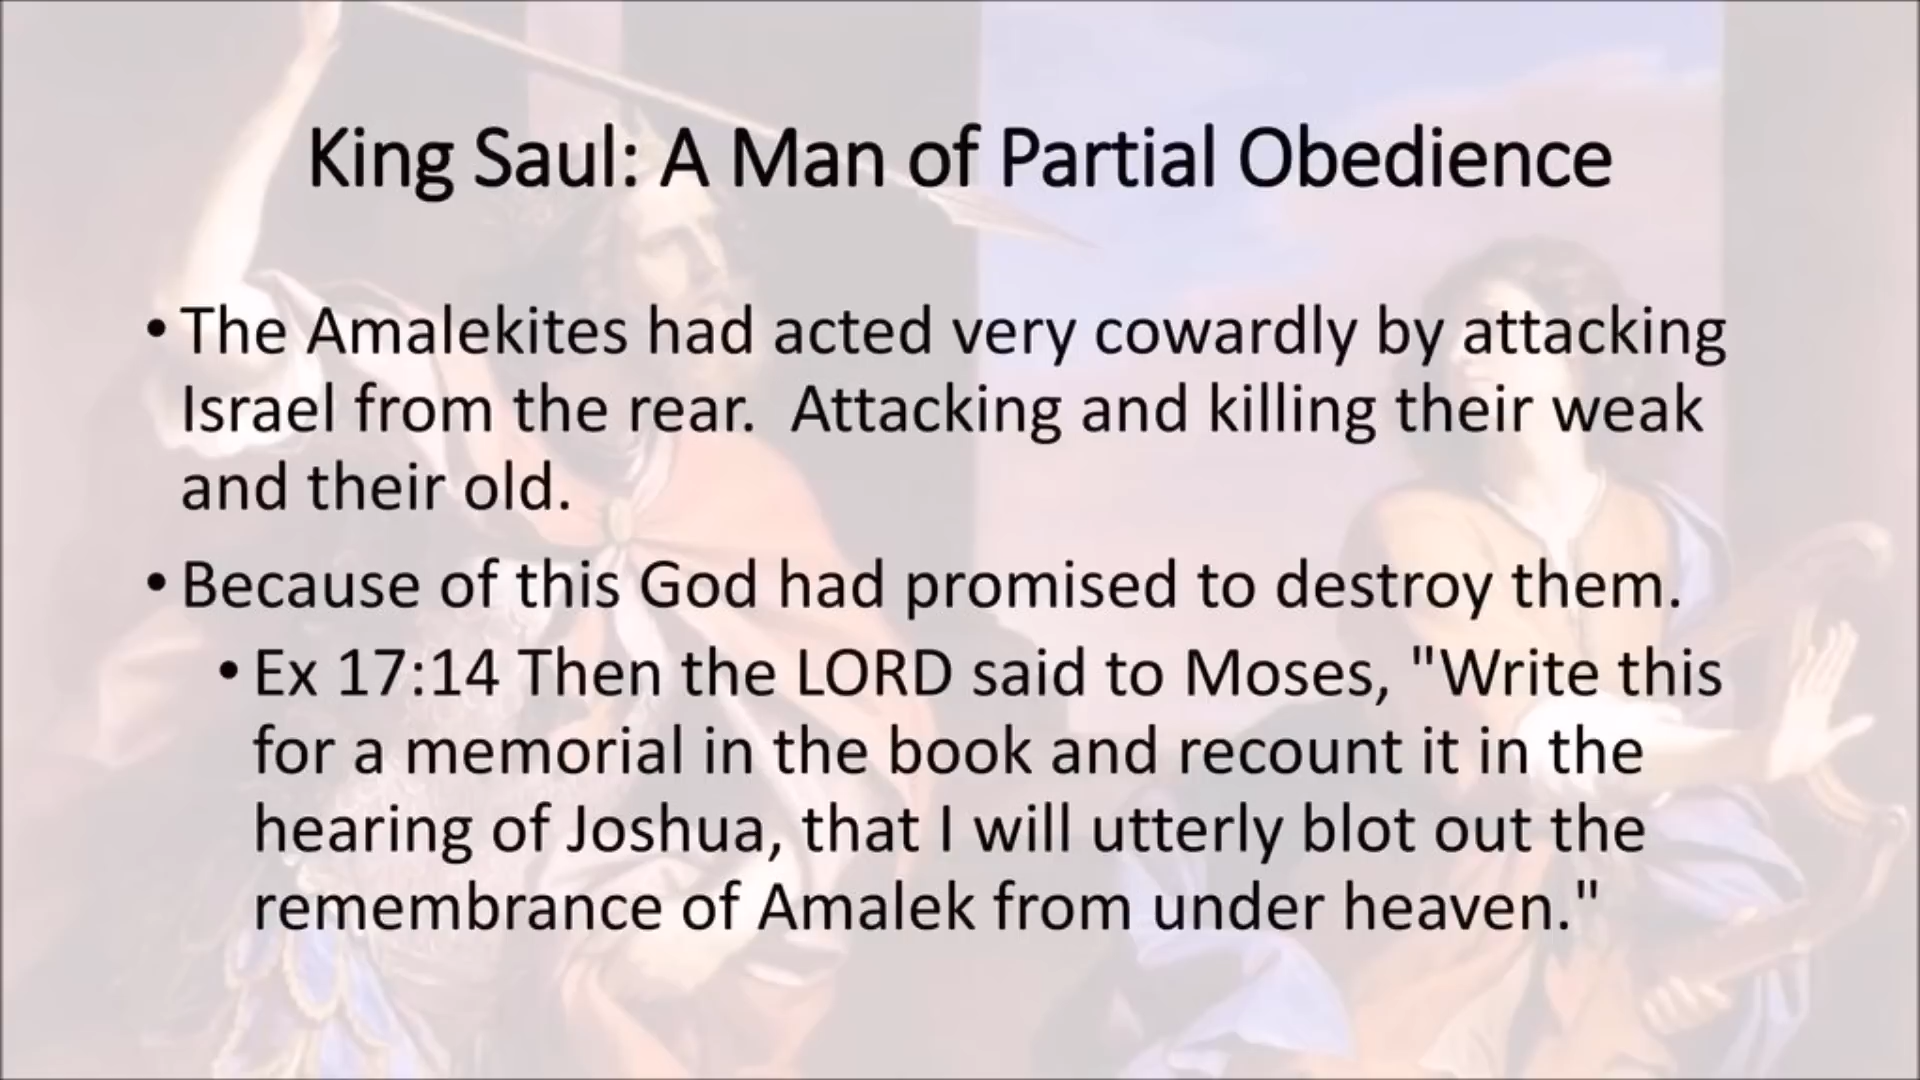 King Saul: A Man of Partial Obedience
• The Amalekites had acted very cowardly by attacking
Israel from the rear.  Attacking and killing their weak
and their old.
• Because of this God had promised to destroy them.
• Ex 17:14 Then the LORD said to Moses, "Write this
for a memorial in the book and recount it in the
hearing of Joshua, that I will utterly blot out the
remembrance of Amalek from under heaven."